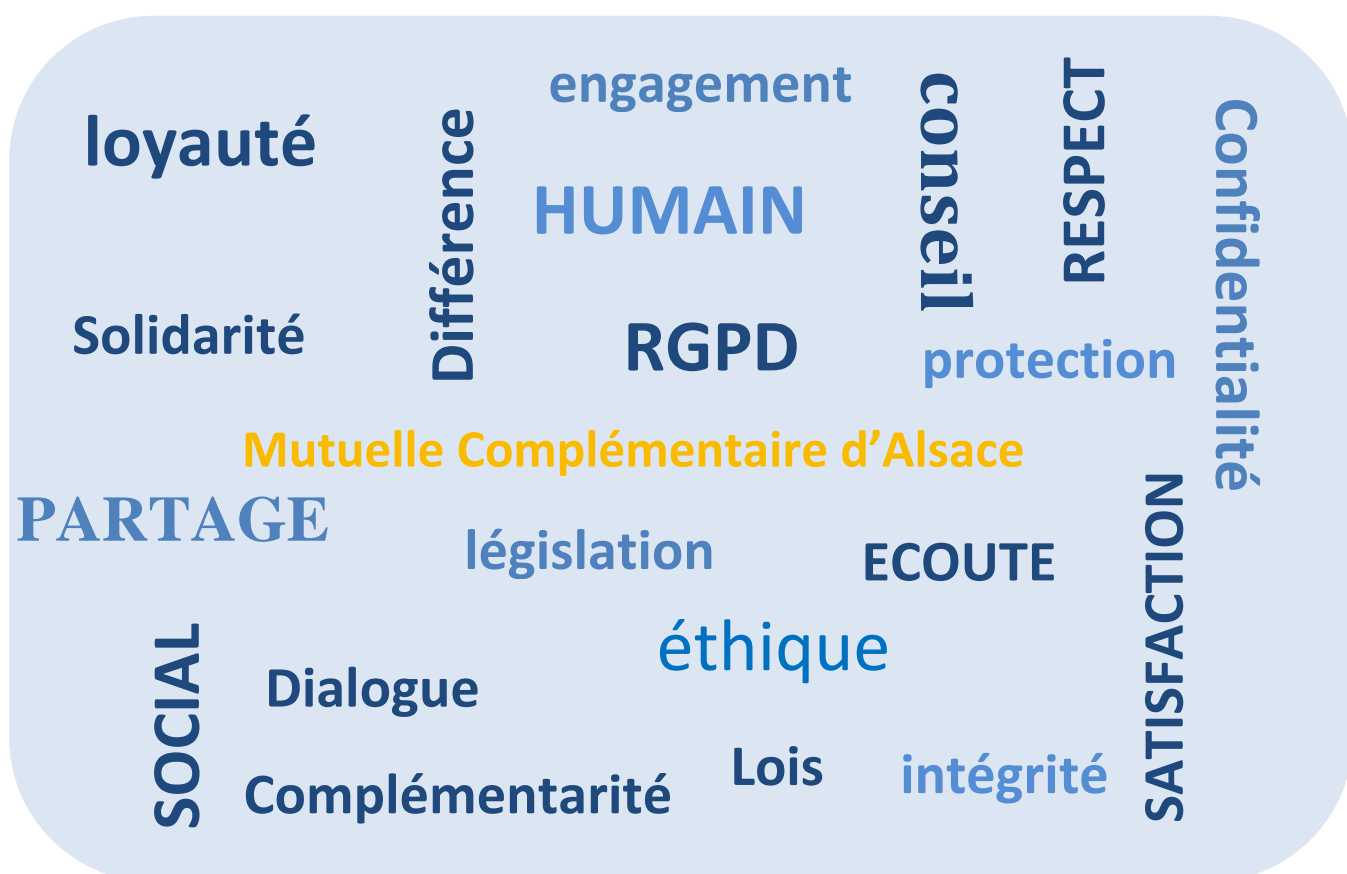 engagement
conseil
RESPECT
Confidentialité
loyauté
Différence
HUMAIN
Solidarité
RGPD
protection
Mutuelle Complémentaire d’Alsace
PARTAGE
législation
ECOUTE
SATISFACTION
éthique
SOCIAL
Dialogue
Lois
intégrité
Complémentarité